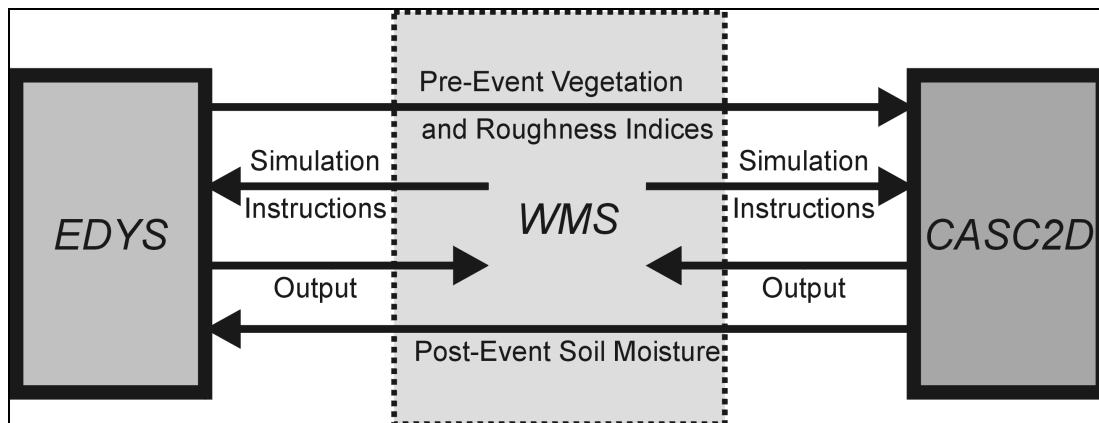 Pre-Event Vegetation
and Roughness Indices
Simulation
Instructions
Simulation
Instructions
EDYS
WMS
CASC2D
Output
Output
Post-Event Soil Moisture